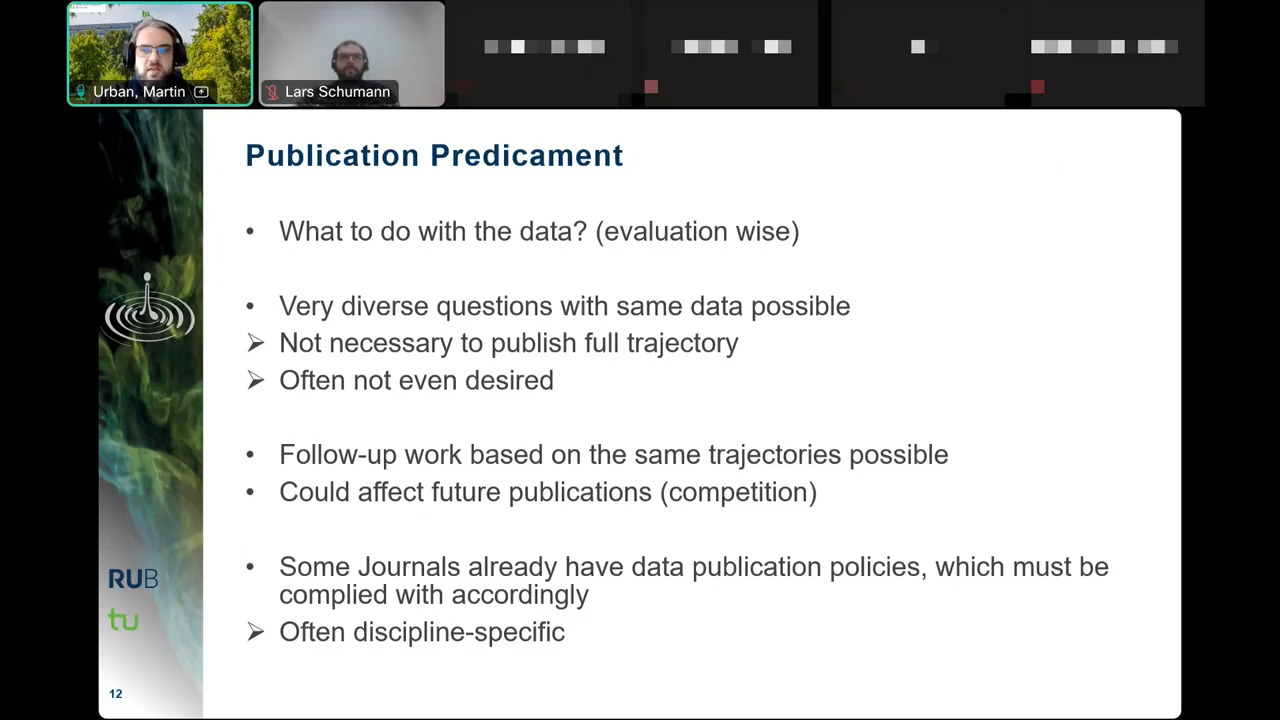 Urban, Martin
Lars Schumann
Publication Predicament
• What to do with the data? (evaluation wise)
• Very diverse questions with same data possible
➢ Not necessary to publish full trajectory
➢ Often not even desired
• Follow-up work based on the same trajectories possible
• Could affect future publications (competition)
• Some Journals already have data publication policies, which must be
complied with accordingly
➢ Often discipline-specific
RUB
tu
12